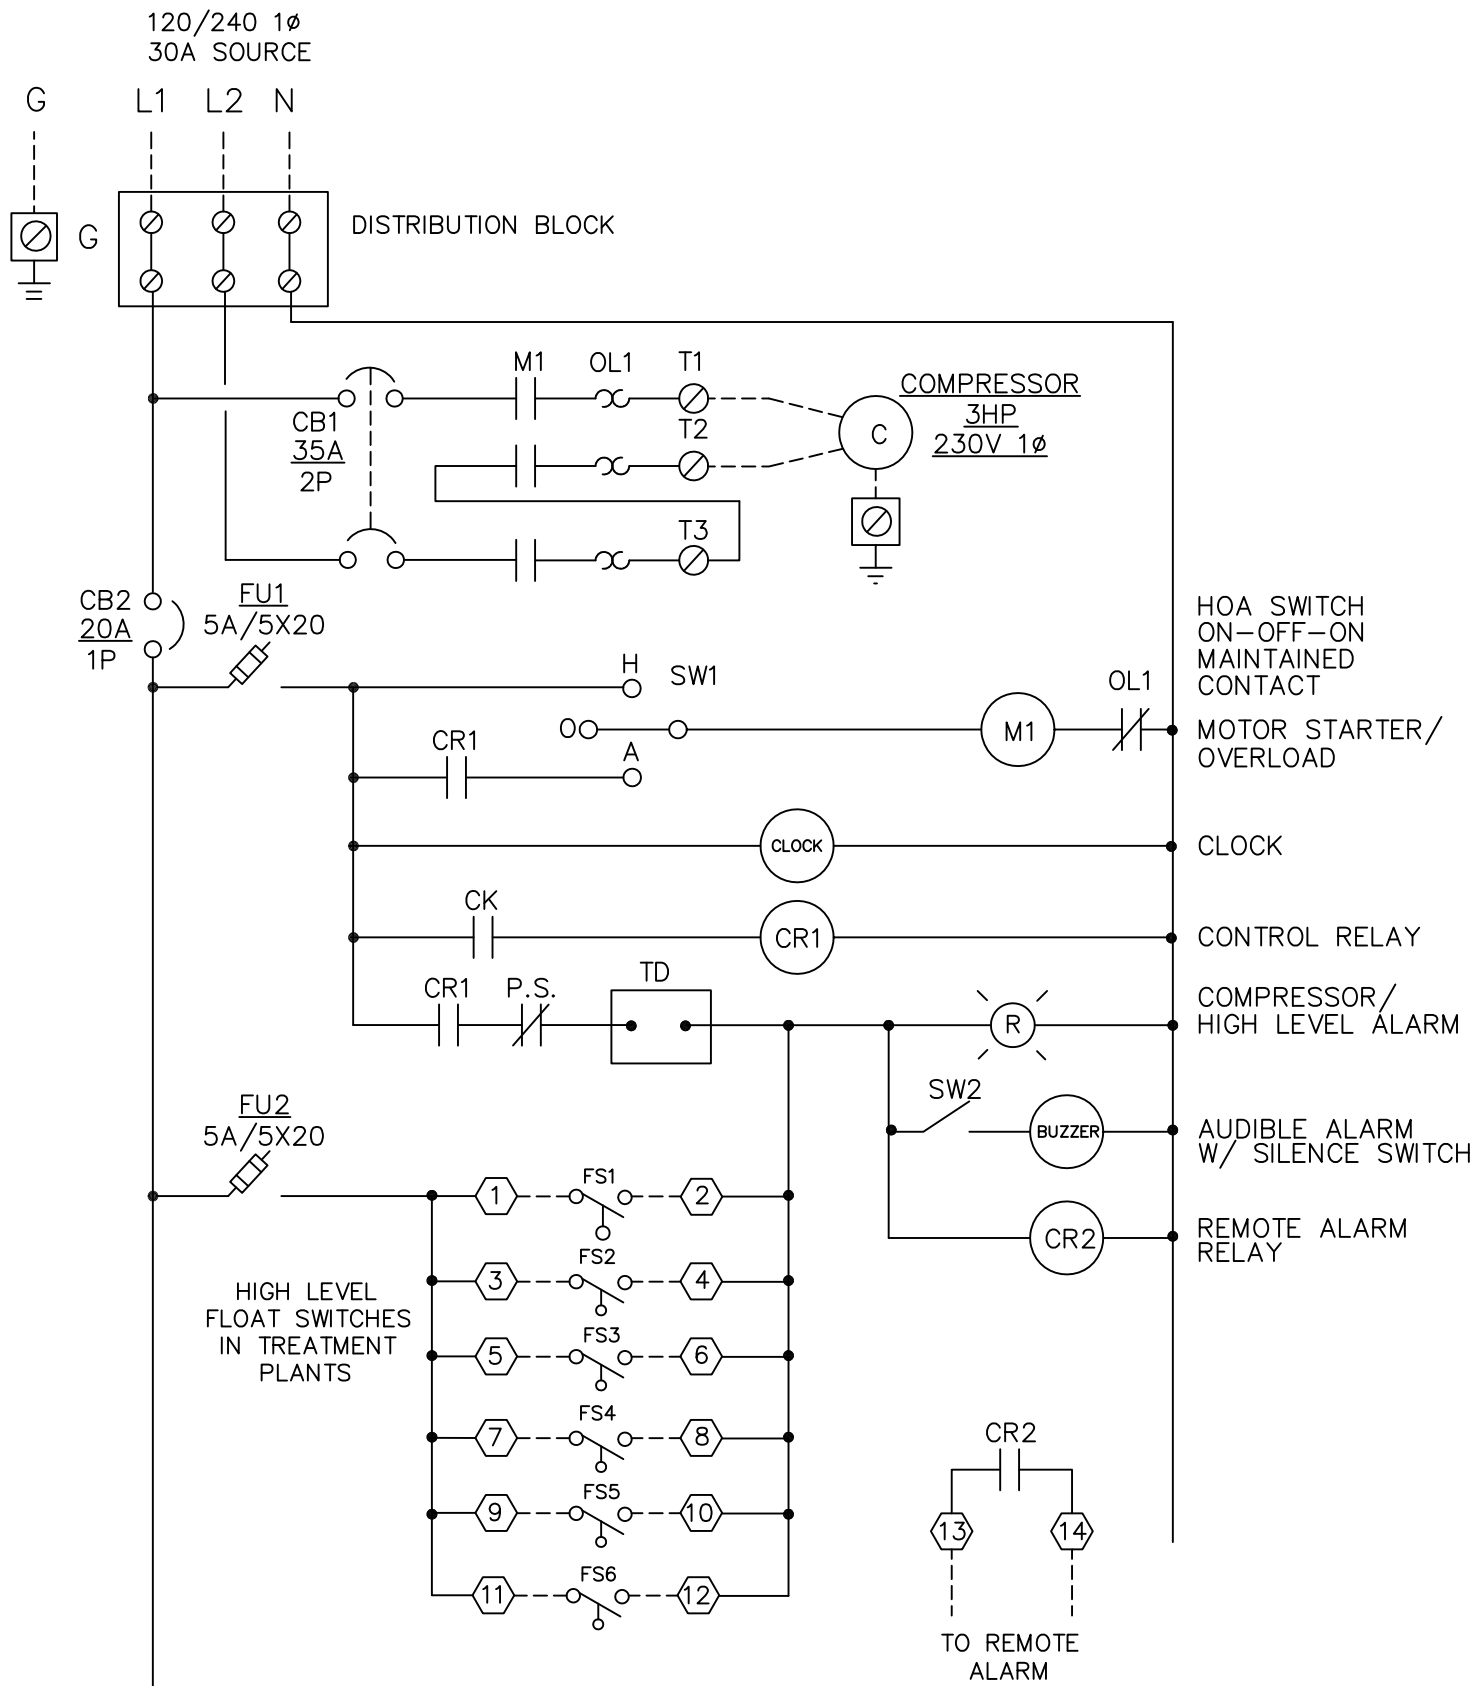 120/240 1ø
30A SOURCE
G L1 L2 N
G
DISTRIBUTION BLOCK
M1 OL1 T1
COMPRESSOR
3HP
230V 1ø
C
CB1
35A
2P
T2
T3
CB2
20A
1P
FU1
5A/5X20
H
SW1
O
CR1
A
M1
OL1
HOA SWITCH
ON-OFF-ON
MAINTAINED
CONTACT
MOTOR STARTER/
OVERLOAD
CLOCK
CLOCK
CK
CR1
CONTROL RELAY
CR1 P.S. TD
R
COMPRESSOR/
HIGH LEVEL ALARM
SW2
BUZZER
AUDIBLE ALARM
W/ SILENCE SWITCH
CR2
REMOTE ALARM
RELAY
FU2
5A/5X20
HIGH LEVEL
FLOAT SWITCHES
IN TREATMENT
PLANTS
1 FS1 2
3 FS2 4
5 FS3 6
7 FS4 8
9 FS5 10
11 FS6 12
CR2
13 14
TO REMOTE
ALARM